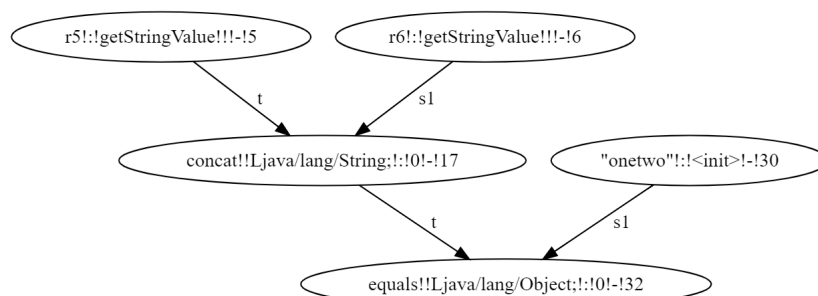 r5!:!getStringValue!!!-!5
r6!:!getStringValue!!!-!6
t
s1
concat!!Ljava/lang/String;!:!0!-!17
"onetwo"!:!<init>!-!30
t
s1
equals!!Ljava/lang/Object;!:!0!-!32